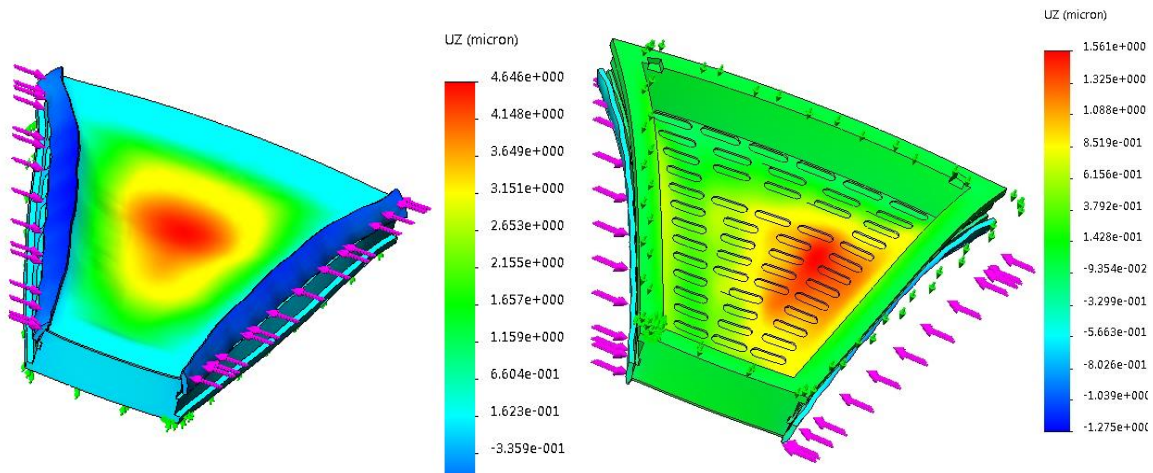 UZ (micron)
4.646e+000
4.148e+000
3.649e+000
3.151e+000
2.653e+000
2.155e+000
1.657e+000
1.159e+000
6.604e-001
1.623e-001
-3.359e-001
UZ (micron)
1.561e+000
1.325e+000
1.088e+000
8.519e-001
6.156e-001
3.792e-001
1.428e-001
-9.354e-002
-3.299e-001
-5.663e-001
-8.026e-001
-1.039e+000
-1.275e+000